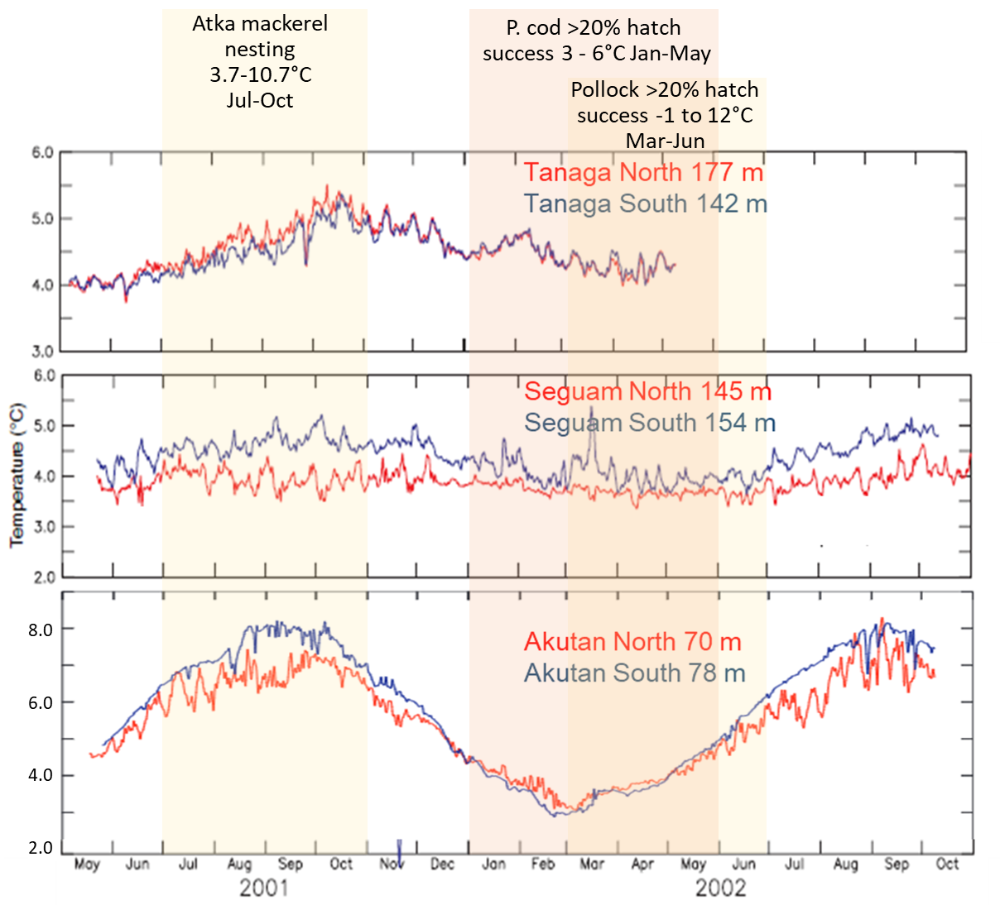 Atka mackerel
nesting
3.7-10.7°C
Jul-Oct
P. cod >20% hatch
success 3 - 6°C Jan-May
Pollock >20% hatch
success -1 to 12°C
Mar-Jun
6.0
5.0
4.0
3.0
Tanaga North 177 m
Tanaga South 142 m
Temperature (°C)
6.0
5.0
4.0
3.0
2.0
Seguam North 145 m
Seguam South 154 m
8.0
6.0
4.0
2.0
Akutan North 70 m
Akutan South 78 m
May Jun Jul Aug Sep Oct Nov Dec Jan Feb Mar Apr May Jun Jul Aug Sep Oct
2001 2002